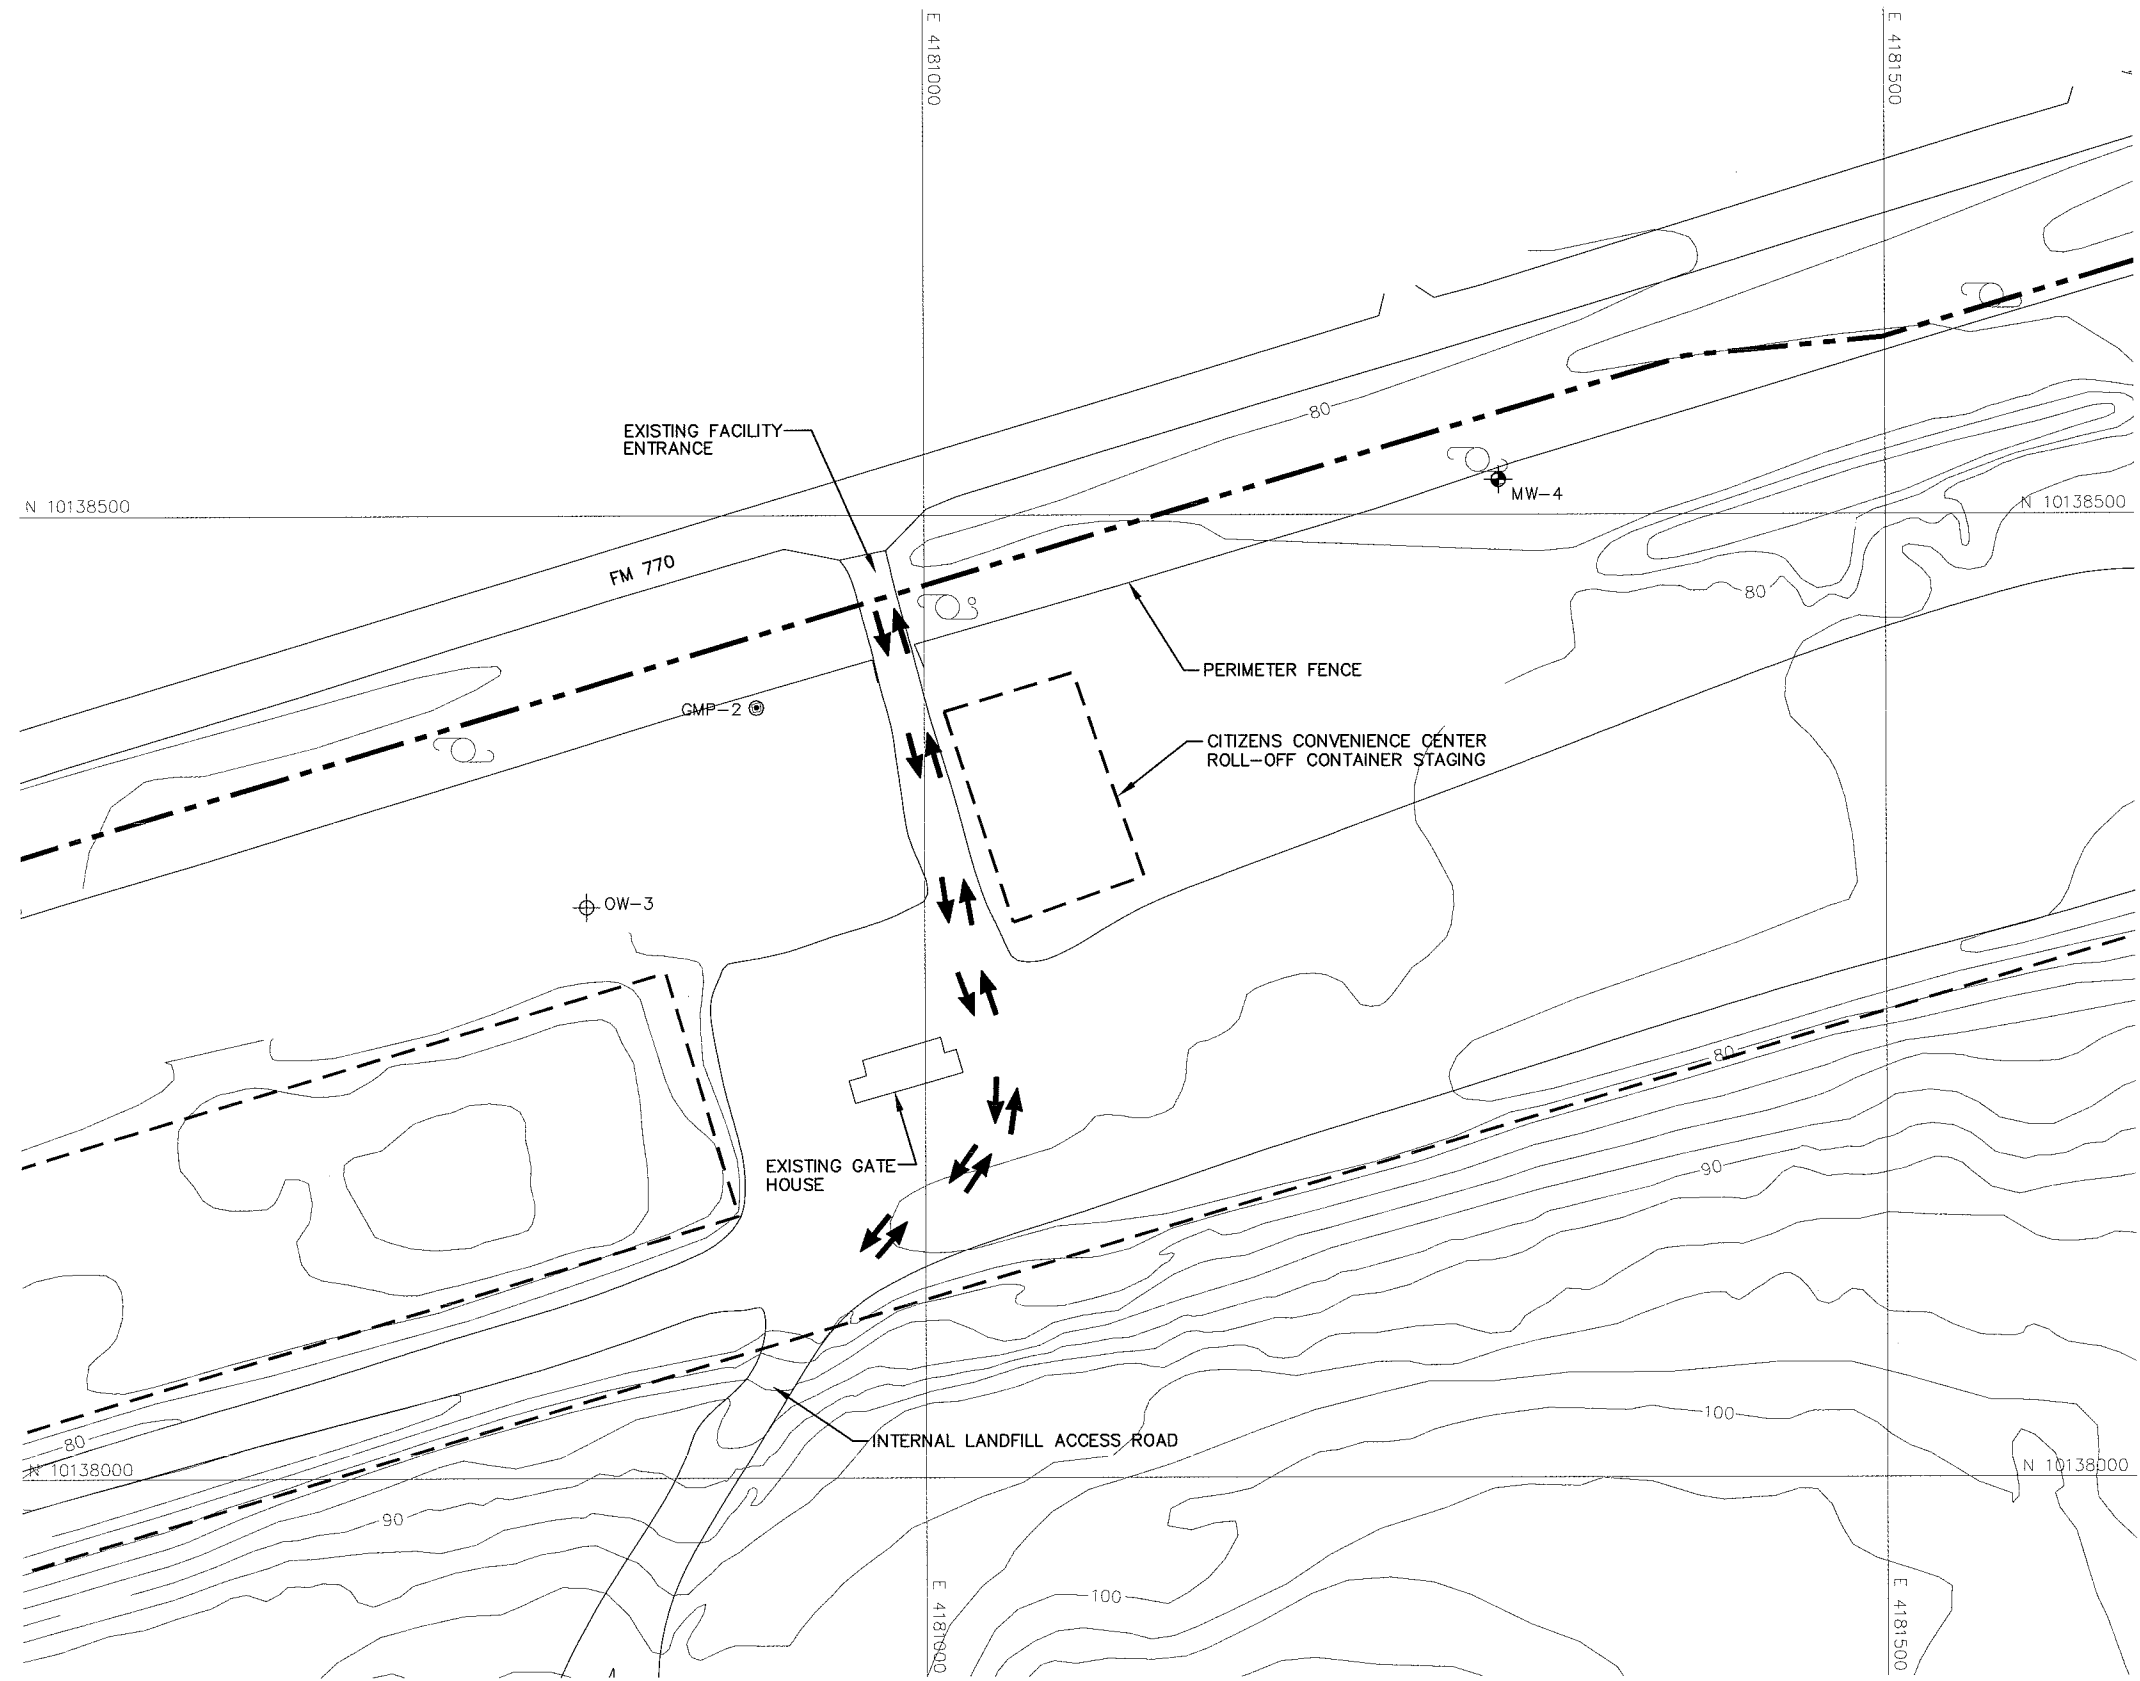 E 4181000
E 4181500
EXISTING FACILITY
ENTRANCE
80
MW-4
N 10138500
N 10138500
FM 770
80
PERIMETER FENCE
GMP-2
CITIZENS CONVENIENCE CENTER
ROLL-OFF CONTAINER STAGING
OW-3
80
EXISTING GATE
HOUSE
90
100
INTERNAL LANDFILL ACCESS ROAD
80
N 10138000
N 10138000
90
100
E 4181000
E 4181500